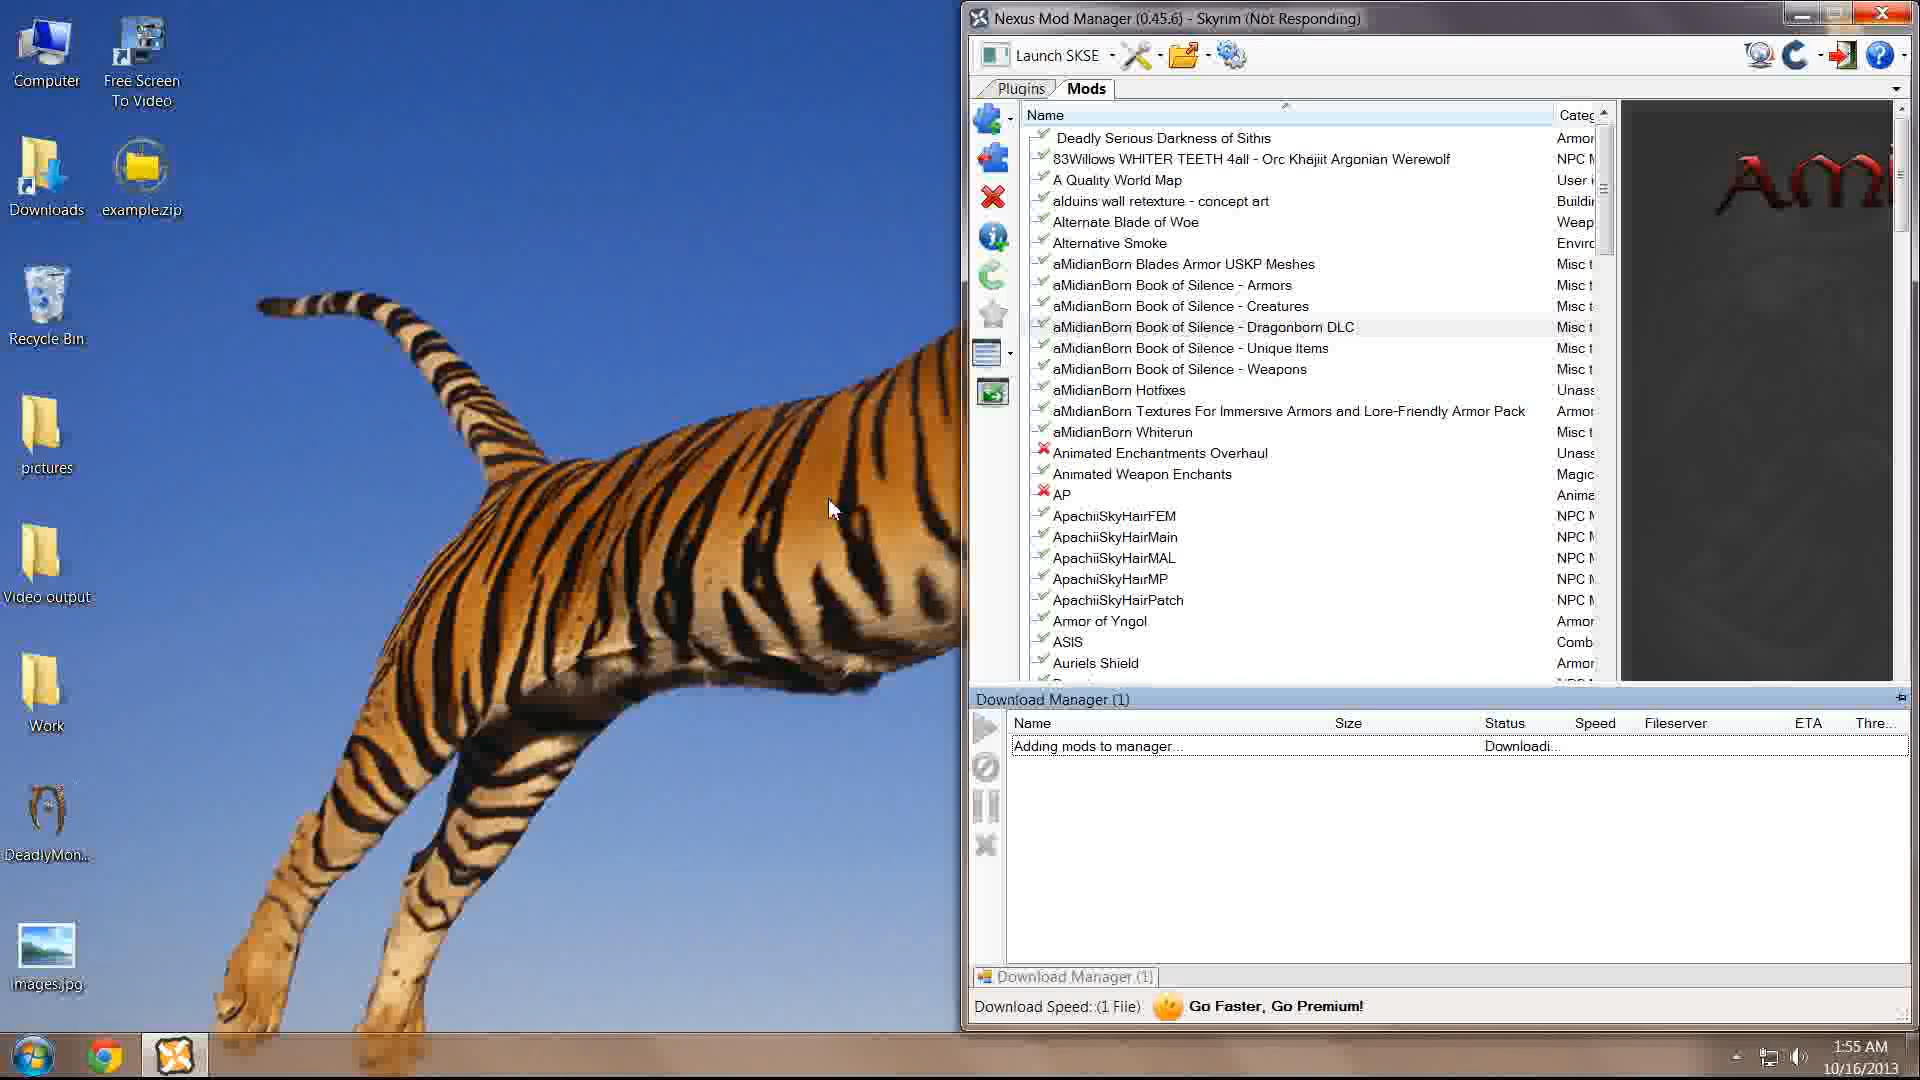 Computer
Free Screen
To Video
Downloads
example.zip
Recycle Bin
pictures
Video output
Work
DeadlyMon...
images.jpg
Nexus Mod Manager (0.45.6) - Skyrim (Not Responding)
Launch SKSE
Plugins
Mods
Name
Categ
Deadly Serious Darkness of Sithis
Armor
83Willows WHITER TEETH 4all - Orc Khajiit Argonian Werewolf
NPC M
A Quality World Map
User i
alduins wall retexture - concept art
Buildin
Alternate Blade of Woe
Weap
Alternative Smoke
Enviro
aMidianBorn Blades Armor USKP Meshes
Misc t
aMidianBorn Book of Silence - Armors
Misc t
aMidianBorn Book of Silence - Creatures
Misc t
aMidianBorn Book of Silence - Dragonborn DLC
Misc t
aMidianBorn Book of Silence - Unique Items
Misc t
aMidianBorn Book of Silence - Weapons
Misc t
aMidianBorn Hotfixes
Unass
aMidianBorn Textures For Immersive Armors and Lore-Friendly Armor Pack
Armor
aMidianBorn Whiterun
Misc t
Animated Enchantments Overhaul
Unass
Animated Weapon Enchants
Magic
AP
Anima
ApachiiSkyHairFEM
NPC M
ApachiiSkyHairMain
NPC M
ApachiiSkyHairMAL
NPC M
ApachiiSkyHairMP
NPC M
ApachiiSkyHairPatch
NPC M
Armor of Yngol
Armor
ASIS
Comb
Auriels Shield
Armor
AMi
Download Manager (1)
Name
Size
Status
Speed
Fileserver
ETA
Thre...
Adding mods to manager...
Downloadi...
Download Manager (1)
Download Speed: (1 File)
Go Faster, Go Premium!
1:55 AM
10/16/2013